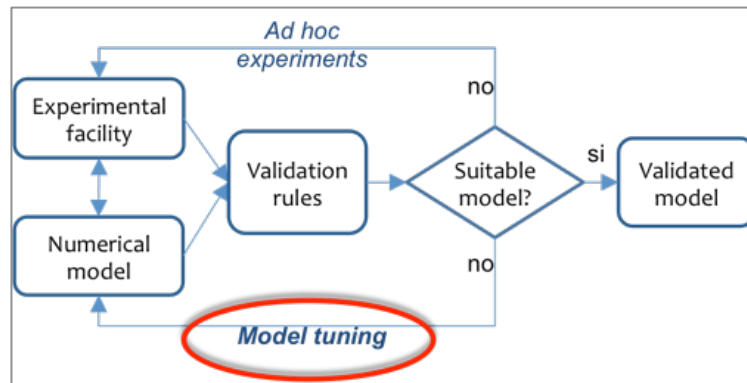 Ad hoc
experiments
no
Experimental
facility
Validation
rules
Suitable
model?
si
Validated
model
Numerical
model
no
Model tuning